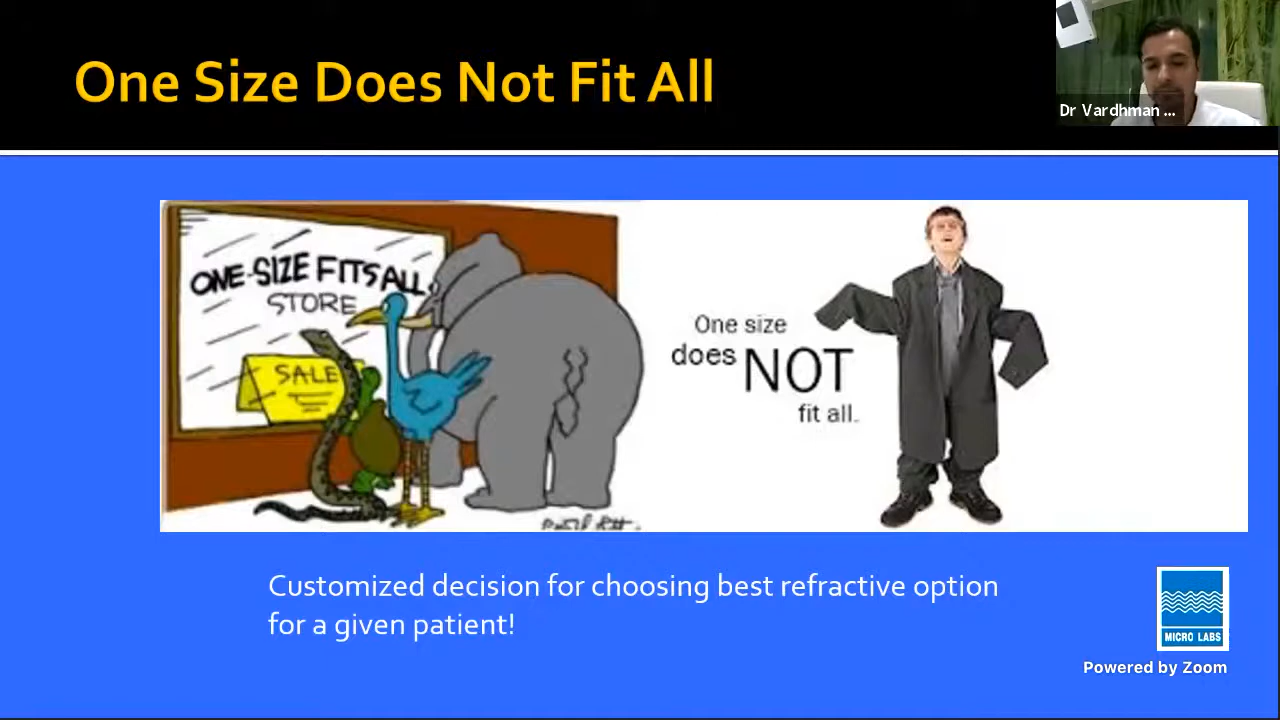 One Size Does Not Fit All
Dr Vardhman ...
ONE-SIZE FITS ALL
STORE
SALE
One size
does NOT
fit all.
Customized decision for choosing best refractive option
for a given patient!
MICRO LABS
Powered by Zoom